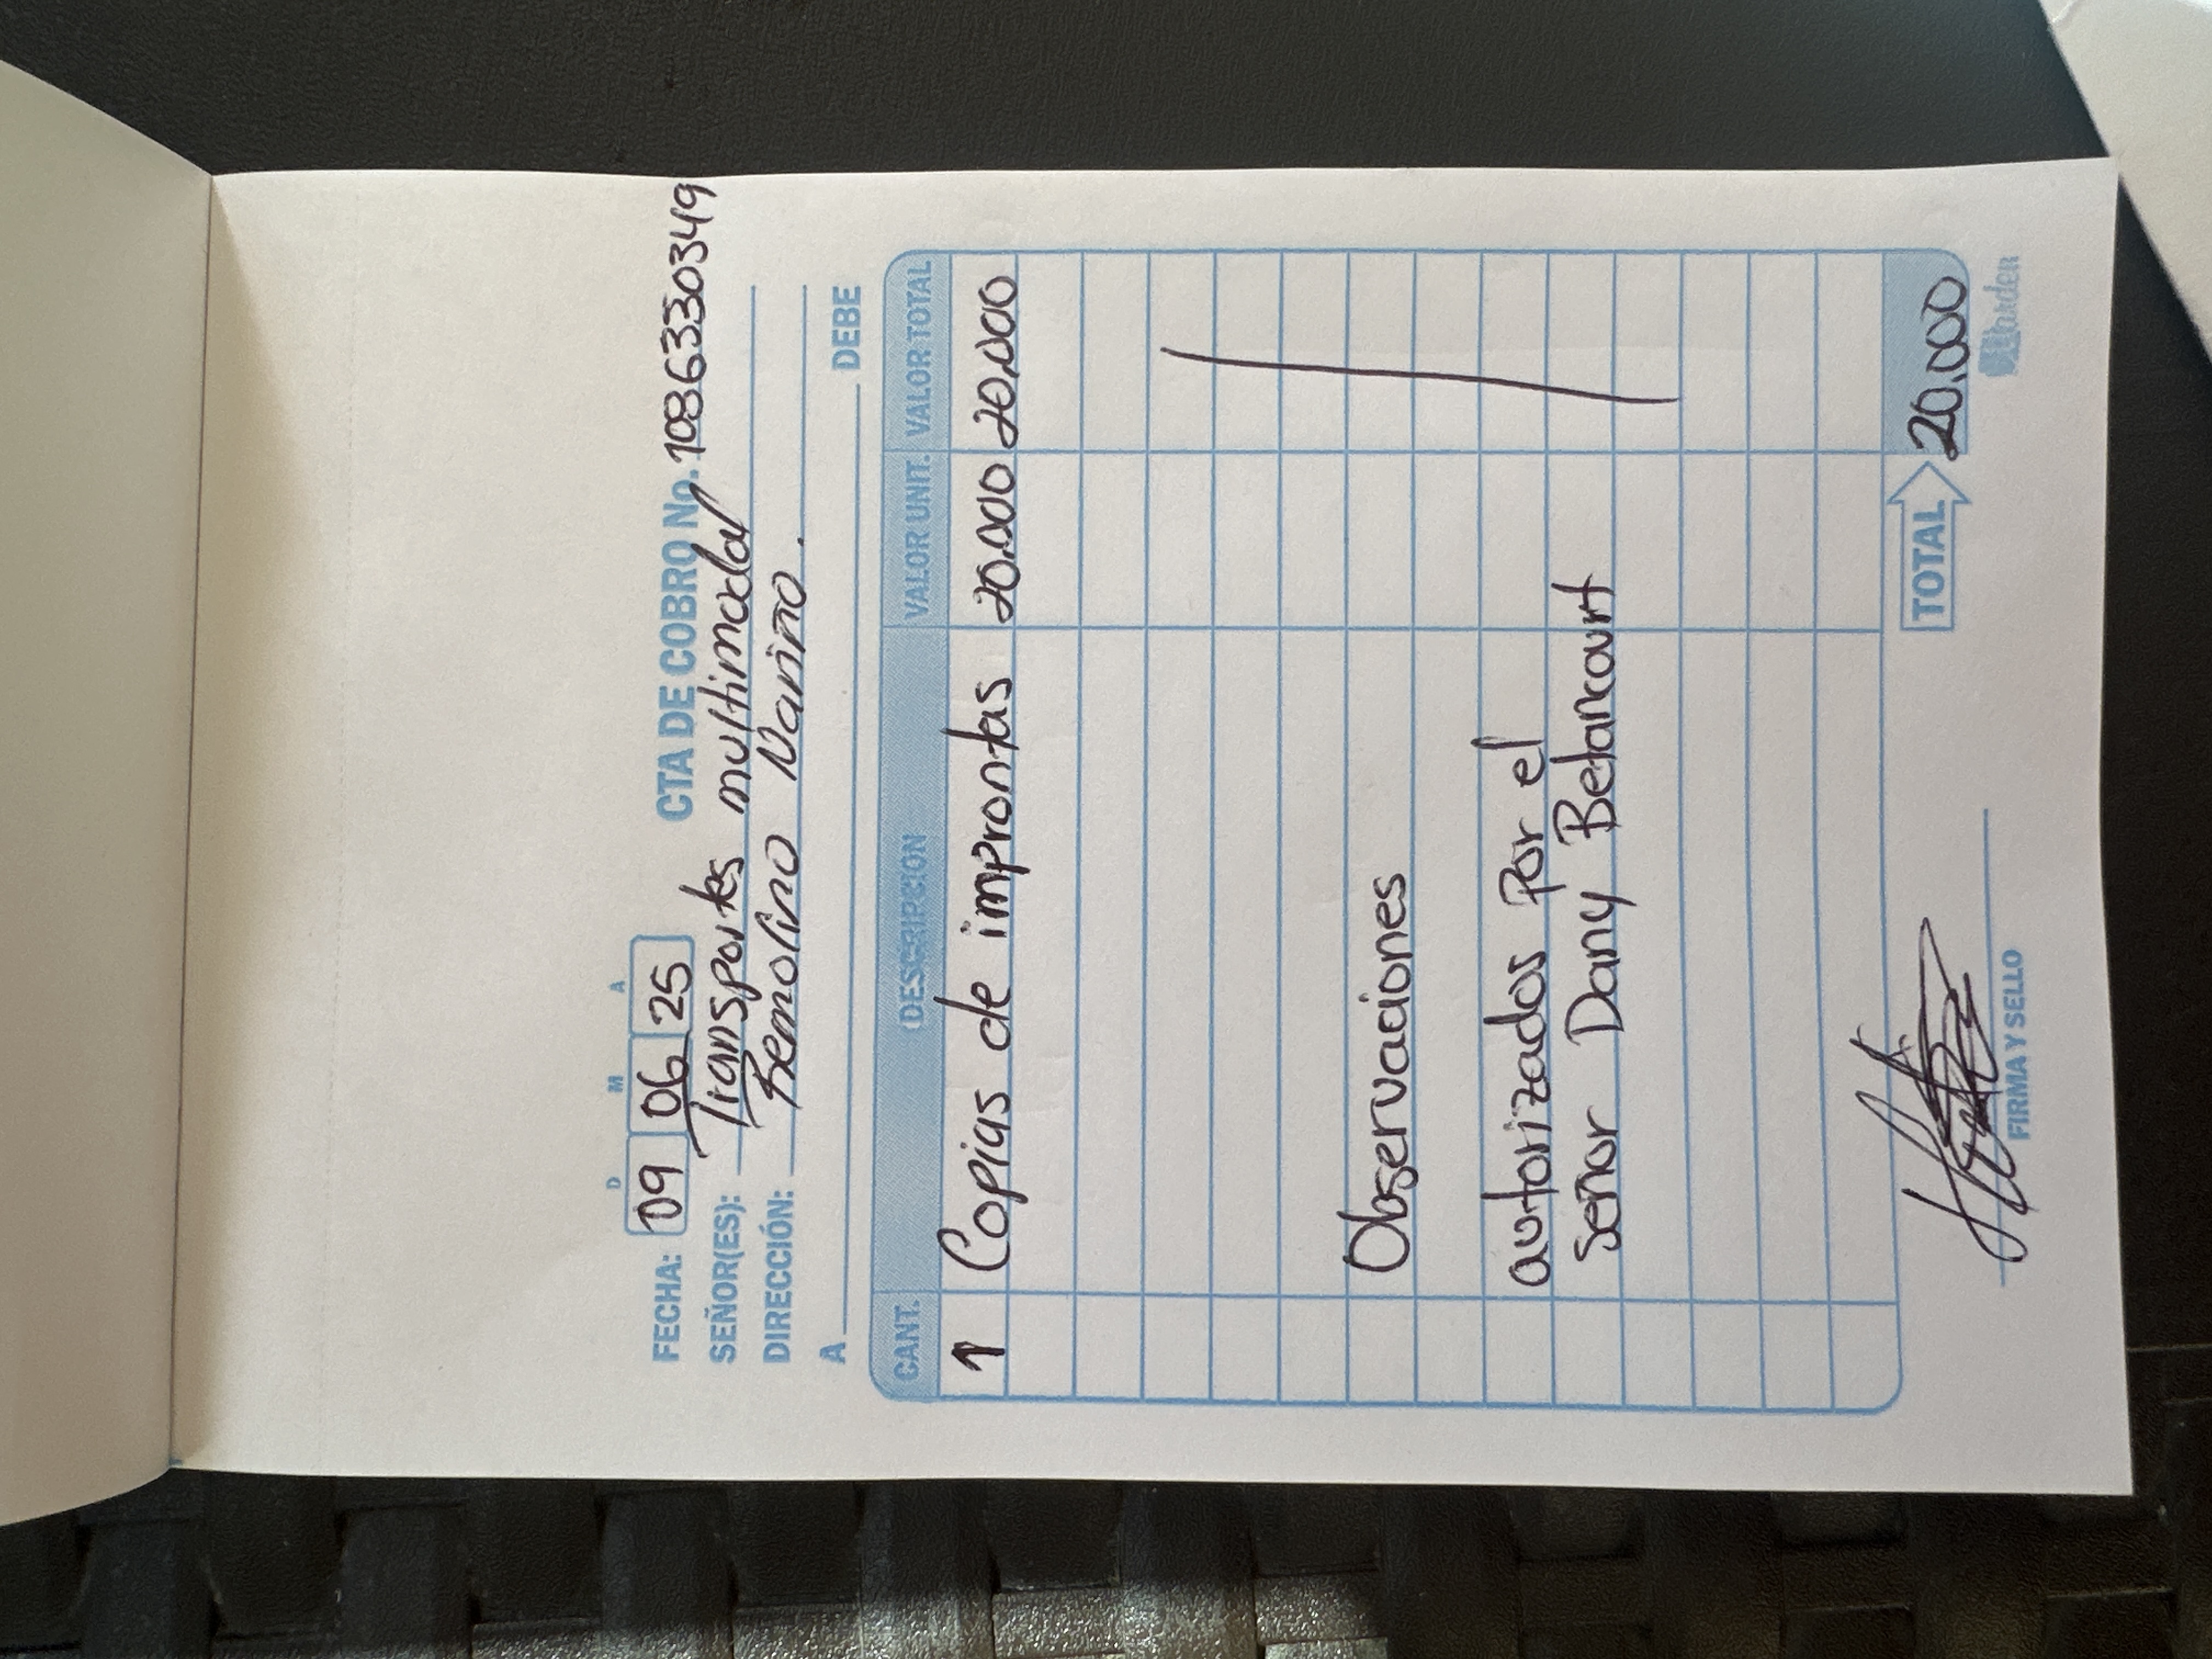 D M A
FECHA: 09 06 25 CTA DE COBRO No. 1086330349
SEÑOR(ES): Transportes multimodal
DIRECCIÓN: Remolino Nariño.
A DEBE
CANT. DESCRIPCION VALOR UNIT. VALOR TOTAL
1 Copias de improntas 20.000 20.000
Observaciones
autorizados por el
señor Dany Betancourt
TOTAL 20.000
FIRMA Y SELLO